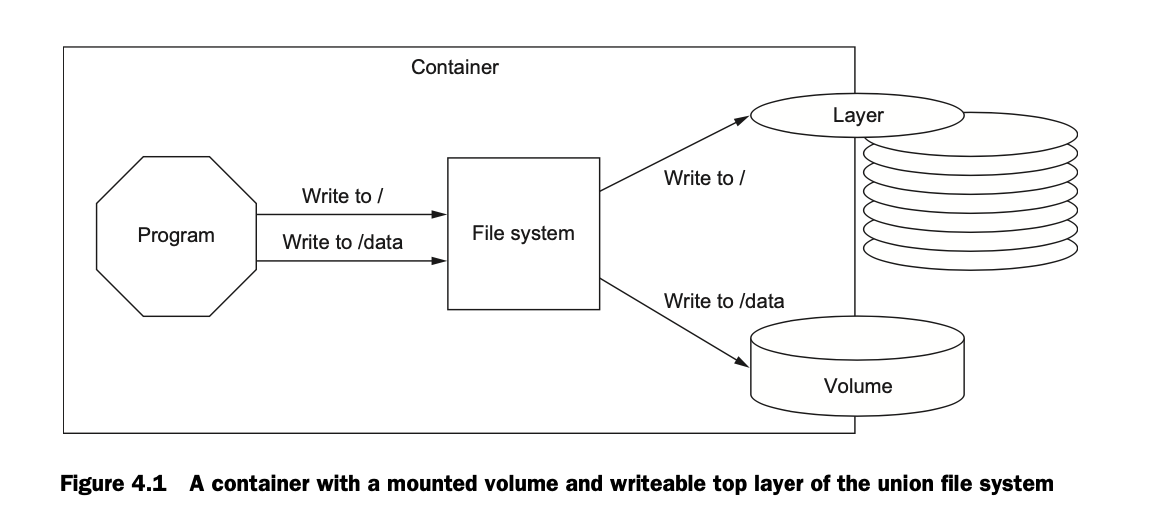 Container
Layer
Write to /
Write to /
Program
Write to /data
File system
Write to /data
Volume
Figure 4.1 A container with a mounted volume and writeable top layer of the union file system